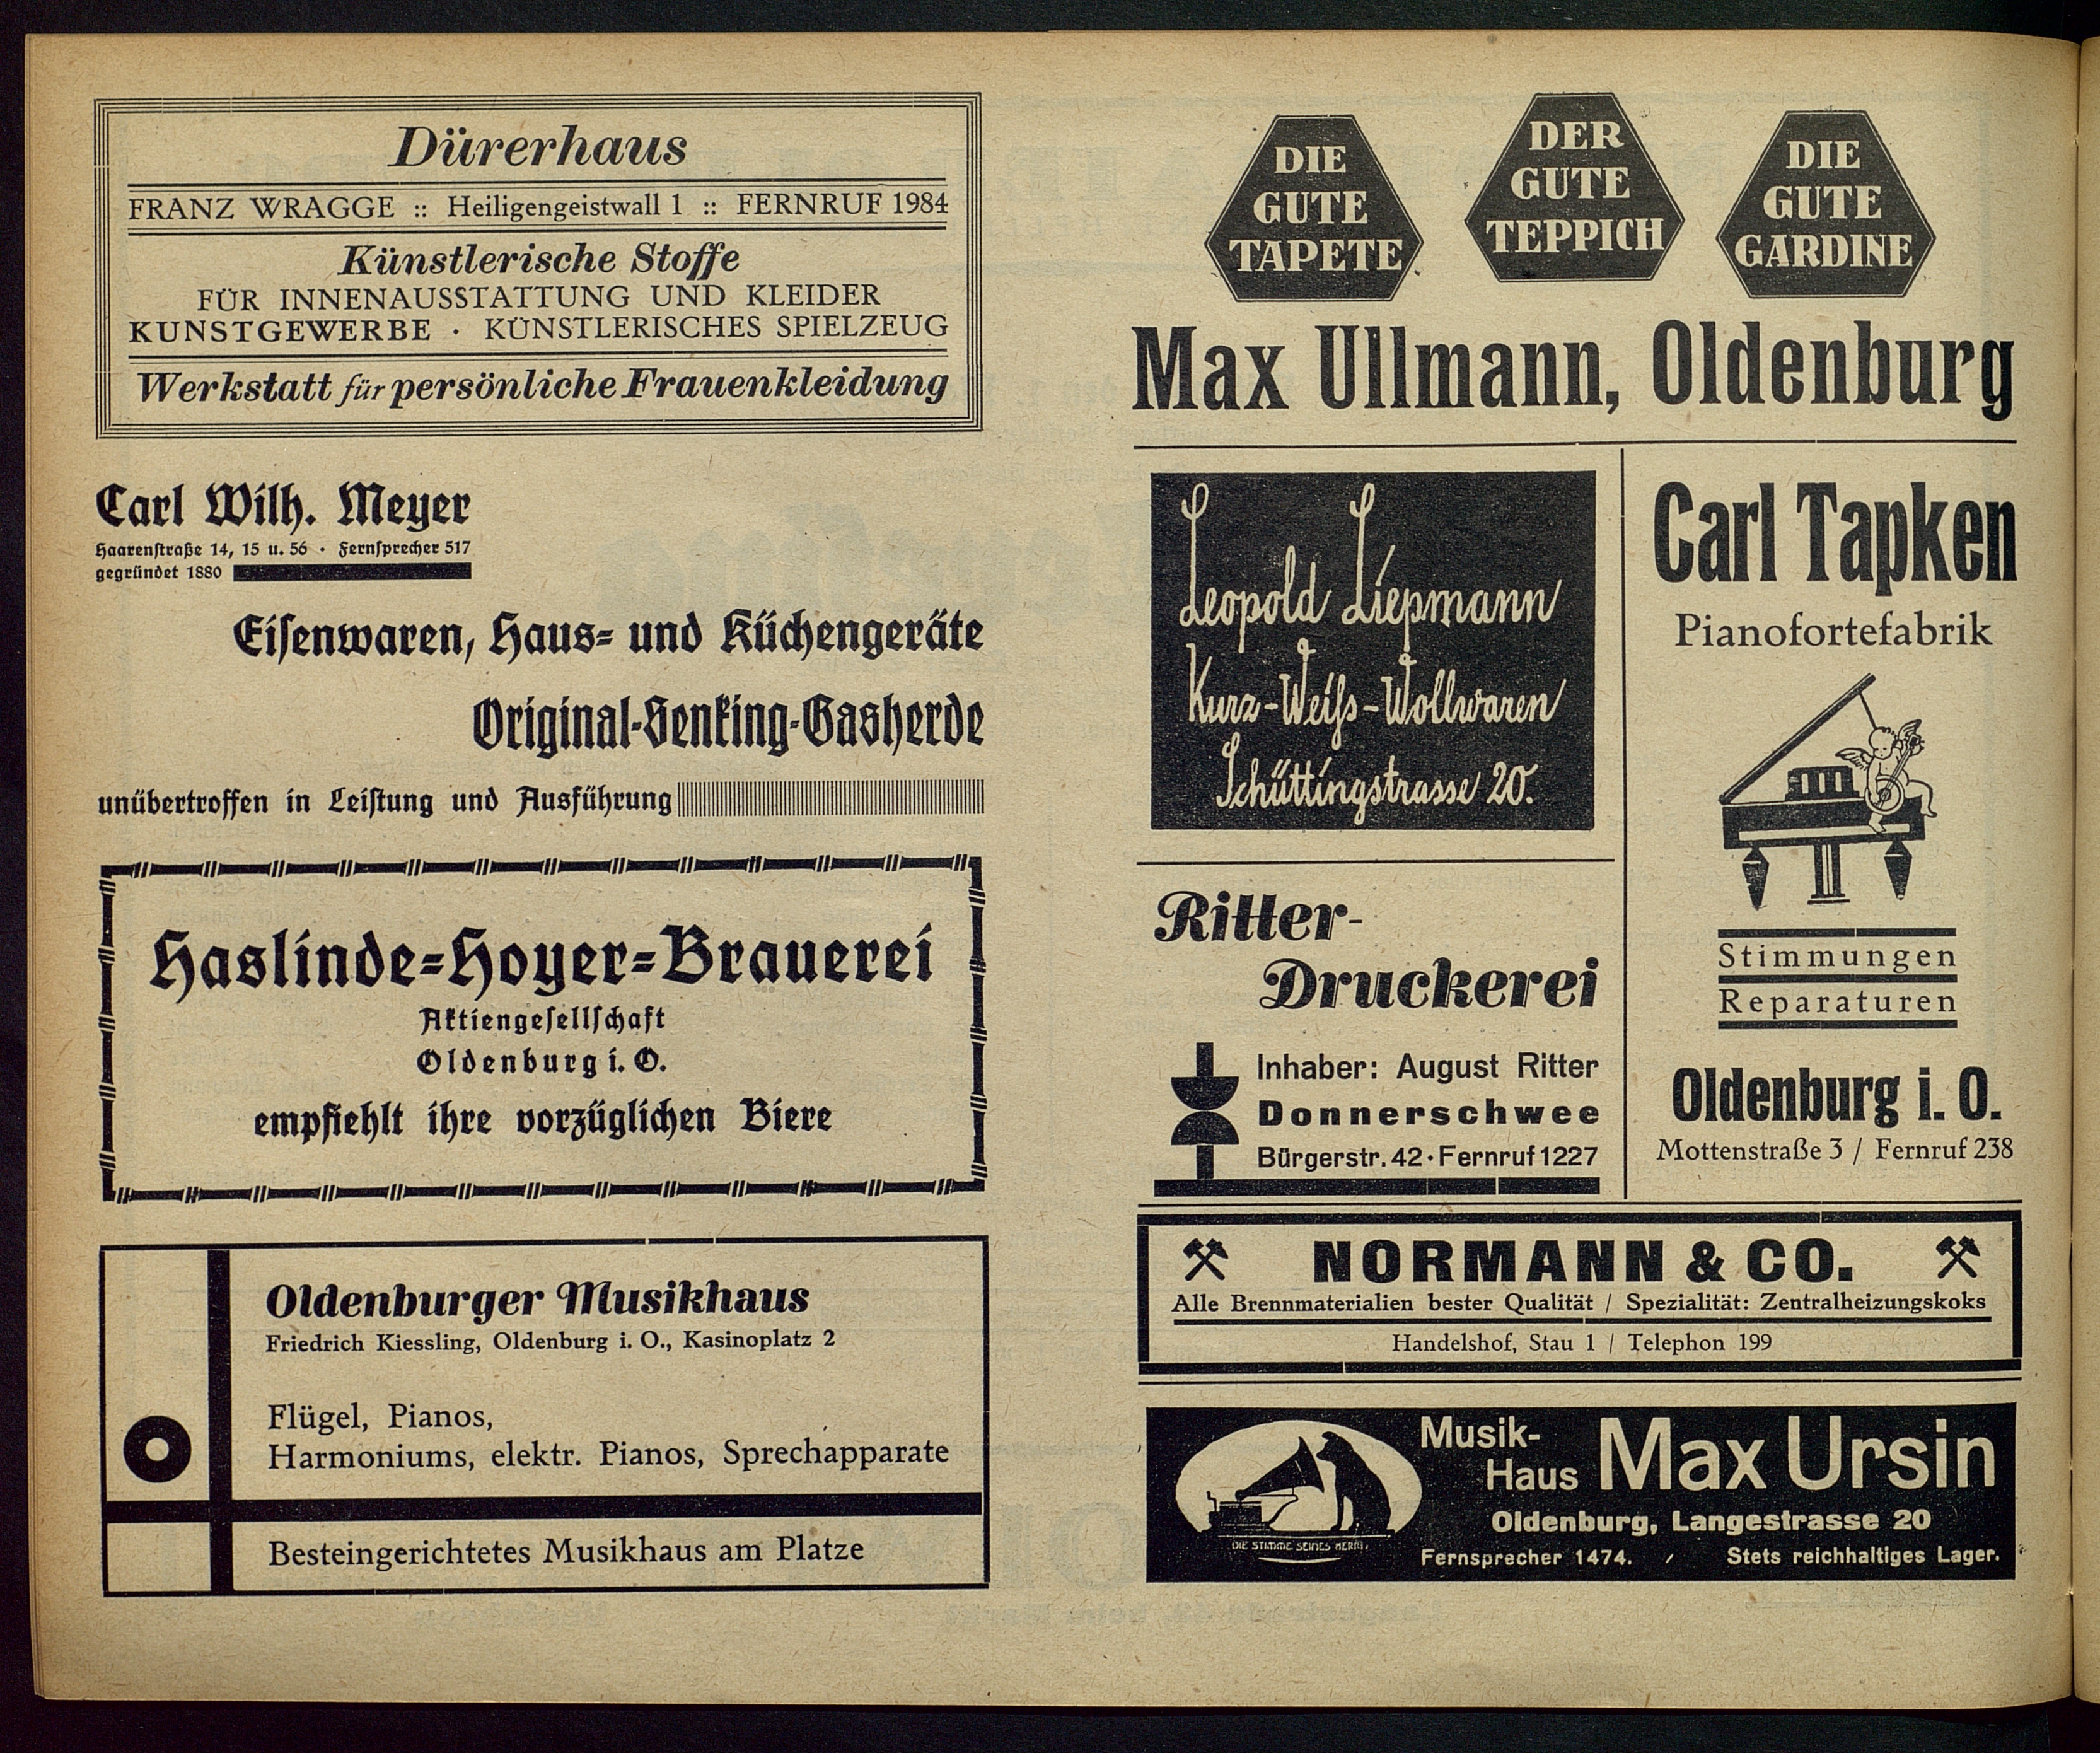 Dürerhaus
FRANZ WRAGGE :: Heiligengeistwall 1 :: FERNRUF 1984
Künstlerische Stoffe
FÜR INNENAUSSTATTUNG UND KLEIDER
KUNSTGEWERBE · KÜNSTLERISCHES SPIELZEUG
Werkstatt für persönliche Frauenkleidung
Carl Wilh. Meyer
Haarenſtraße 14, 15 u. 56 · Fernſprecher 517
gegründet 1880
Eiſenwaren, Haus- und Küchengeräte
Original-Senking-Gasherde
unübertroffen in Leiſtung und Ausführung
Haslinde-Hoyer-Brauerei
Aktiengeſellſchaft
Oldenburg i. O.
empfiehlt ihre vorzüglichen Biere
Oldenburger Musikhaus
Friedrich Kiessling, Oldenburg i. O., Kasinoplatz 2
Flügel, Pianos,
Harmoniums, elektr. Pianos, Sprechapparate
Besteingerichtetes Musikhaus am Platze
DIE
GUTE
TAPETE
DER
GUTE
TEPPICH
DIE
GUTE
GARDINE
Max Ullmann, Oldenburg
Leopold Liepmann
Kurz-Weiß-Wollwaren
Schüttingstrasse 20.
Ritter-
Druckerei
Inhaber: August Ritter
Donnerschwee
Bürgerstr. 42 · Fernruf 1227
Carl Tapken
Pianofortefabrik
Stimmungen
Reparaturen
Oldenburg i. O.
Mottenstraße 3 / Fernruf 238
NORMANN & CO.
Alle Brennmaterialien bester Qualität / Spezialität: Zentralheizungskoks
Handelshof, Stau 1 / Telephon 199
DIE STIMME SEINES HERRN
Musik-
Haus Max Ursin
Oldenburg, Langestrasse 20
Fernsprecher 1474. / Stets reichhaltiges Lager.